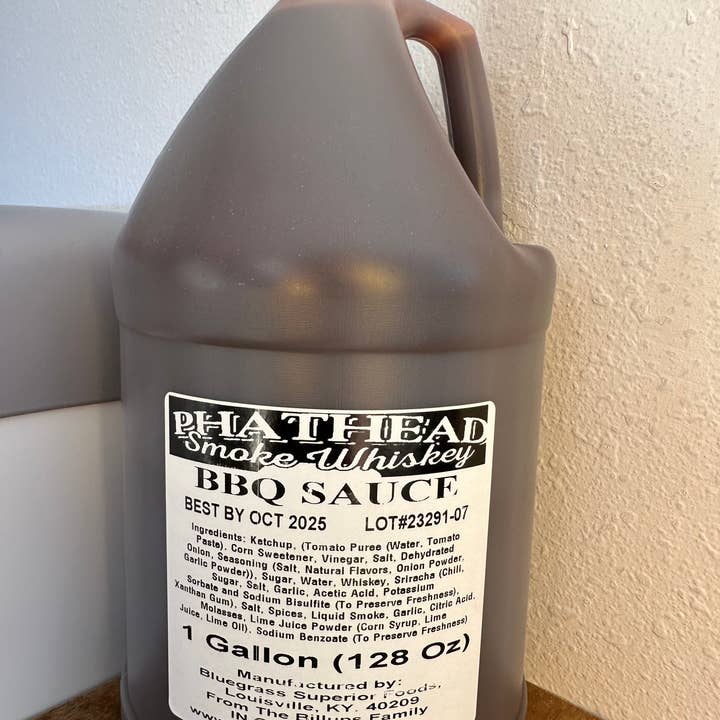 PHATHEAD
Smoke Whiskey
BBQ SAUCE
BEST BY OCT 2025 LOT#23291-07
Ingredients: Ketchup, (Tomato Puree (Water, Tomato
Paste), Corn Sweetener, Vinegar, Salt, Dehydrated
Onion, Seasoning (Salt, Natural Flavors, Onion Powder,
Garlic Powder)), Sugar, Water, Whiskey, Sriracha (Chili,
Sugar, Salt, Garlic, Acetic Acid, Potassium
Sorbate and Sodium Bisulfite (To Preserve Freshness),
Xanthan Gum), Salt, Spices, Liquid Smoke, Garlic, Citric Acid,
Molasses, Lime Juice Powder (Corn Syrup, Lime
Juice, Lime Oil), Sodium Benzoate (To Preserve Freshness)
1 Gallon (128 Oz)
Manufactured by:
Bluegrass Superior Foods,
Louisville, KY. 40209
From The Billups Family